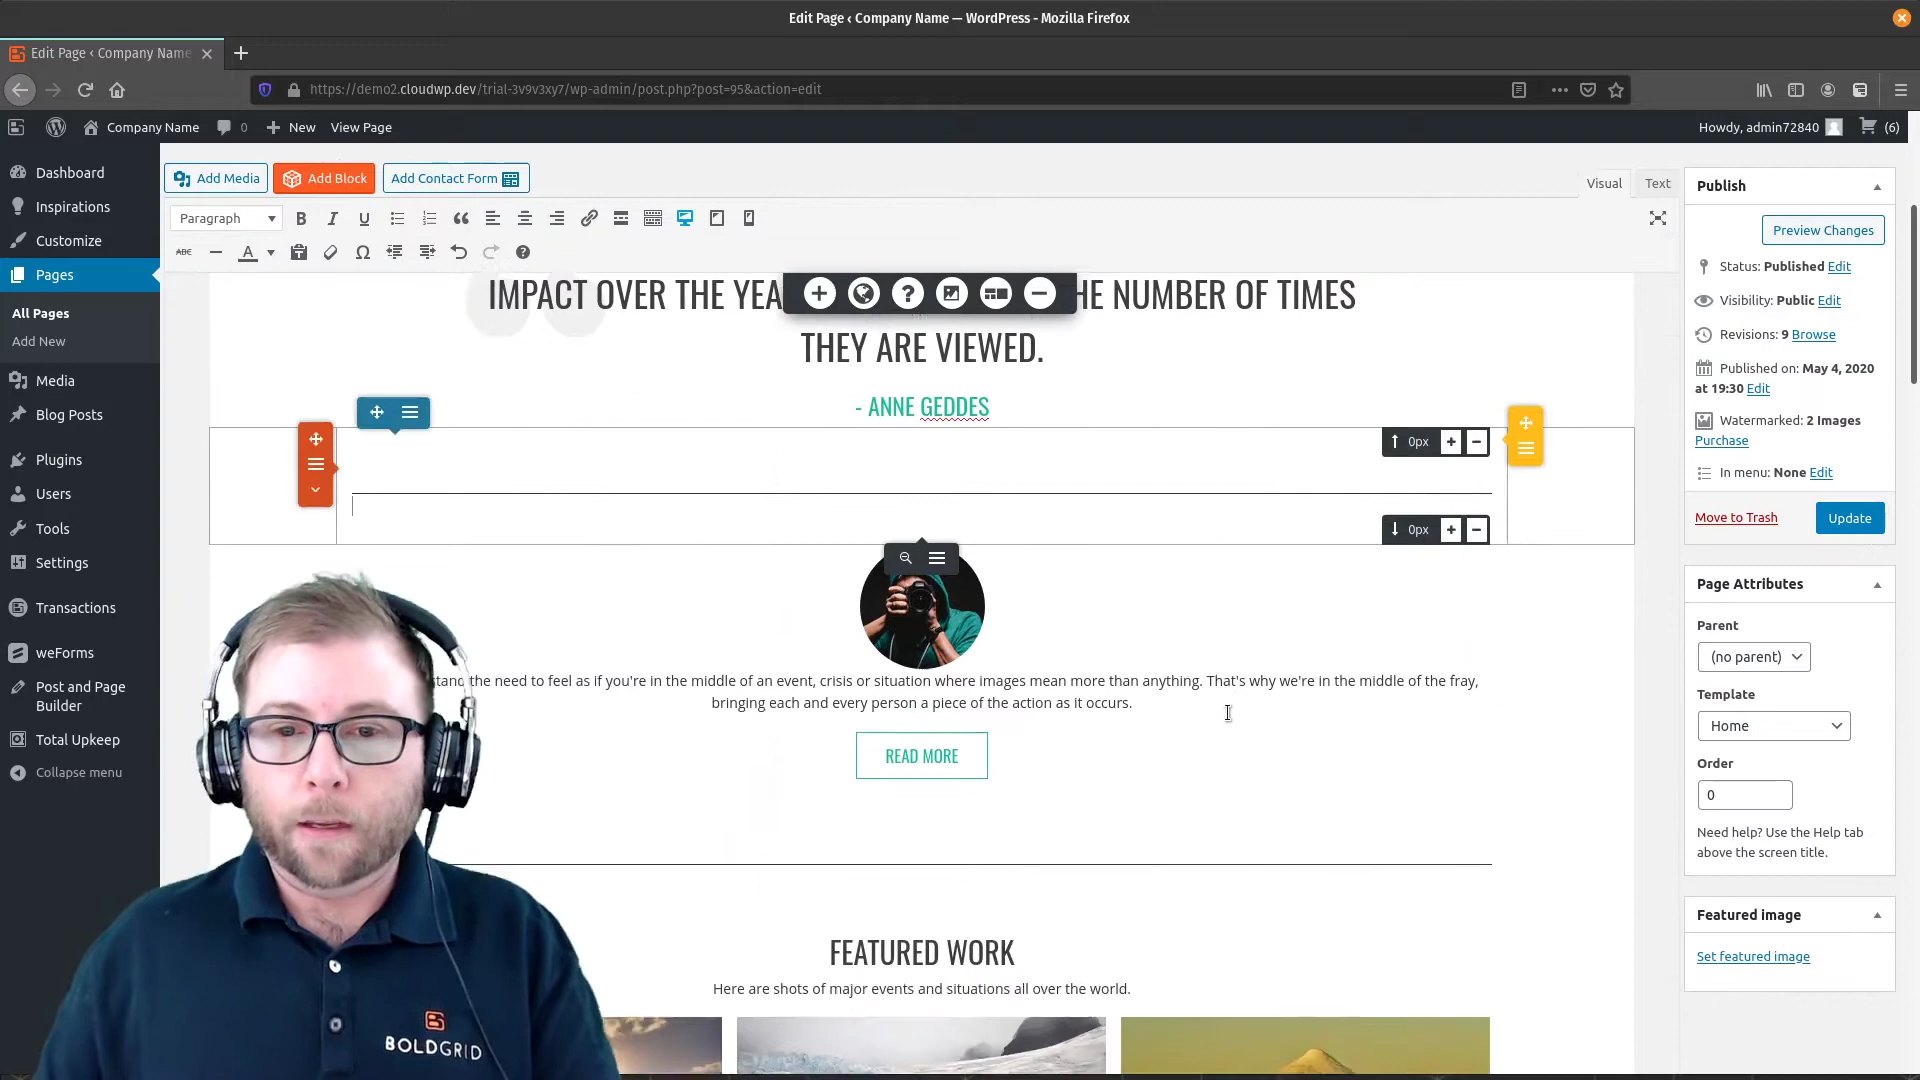 Edit Page ‹ Company Name — WordPress - Mozilla Firefox
Edit Page ‹ Company Name
https://demo2.cloudwp.dev/trial-3v9v3xy7/wp-admin/post.php?post=95&action=edit
Company Name
0
New
View Page
Howdy, admin72840
(6)
Dashboard
Inspirations
Customize
Pages
All Pages
Add New
Media
Blog Posts
Plugins
Users
Tools
Settings
Transactions
weForms
Post and Page
Builder
Total Upkeep
Collapse menu
Add Media
Add Block
Add Contact Form
Visual
Text
Paragraph
B
I
U
ABC
A
IMPACT OVER THE YEA
HE NUMBER OF TIMES
THEY ARE VIEWED.
- ANNE GEDDES
0px
0px
stand the need to feel as if you're in the middle of an event, crisis or situation where images mean more than anything. That's why we're in the middle of the fray,
bringing each and every person a piece of the action as it occurs.
READ MORE
FEATURED WORK
Here are shots of major events and situations all over the world.
BOLDGRID
Publish
Preview Changes
Status: Published Edit
Visibility: Public Edit
Revisions: 9 Browse
Published on: May 4, 2020
at 19:30 Edit
Watermarked: 2 Images
Purchase
In menu: None Edit
Move to Trash
Update
Page Attributes
Parent
(no parent)
Template
Home
Order
0
Need help? Use the Help tab
above the screen title.
Featured image
Set featured image